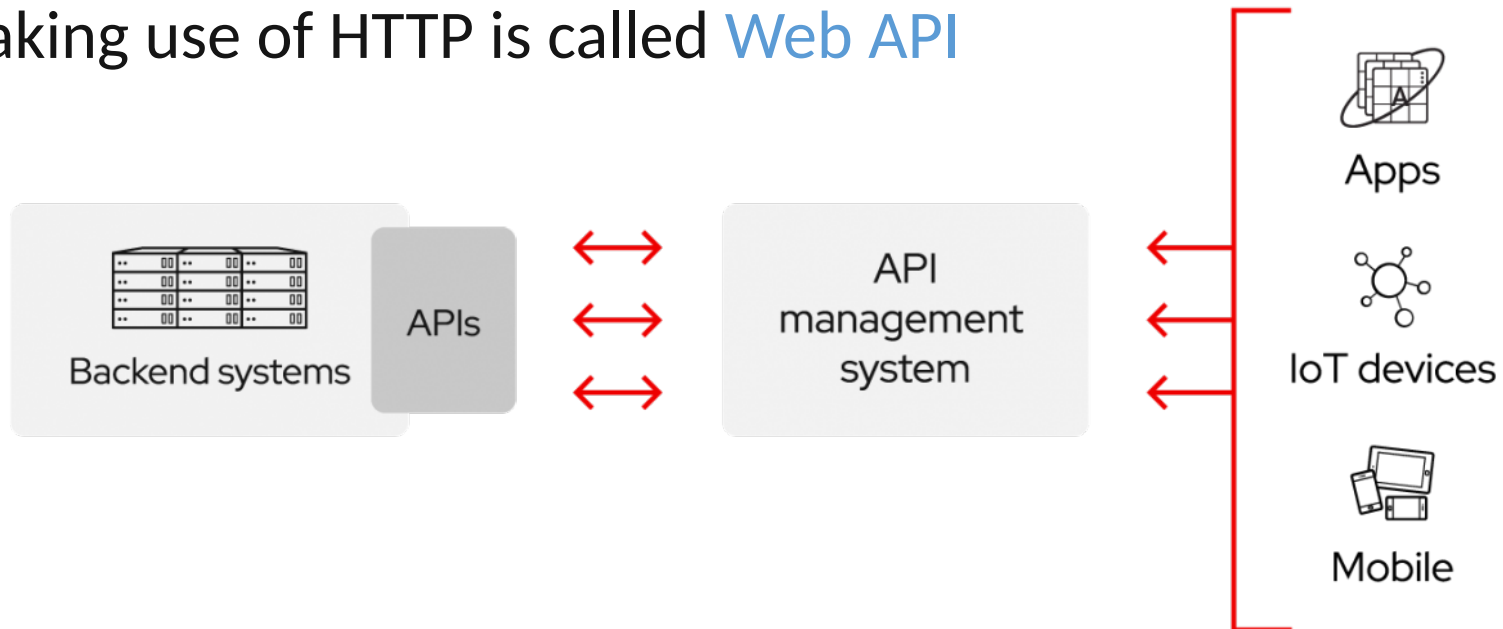 aking use of HTTP is called Web API
Backend systems
APIs
API
management
system
Apps
IoT devices
Mobile